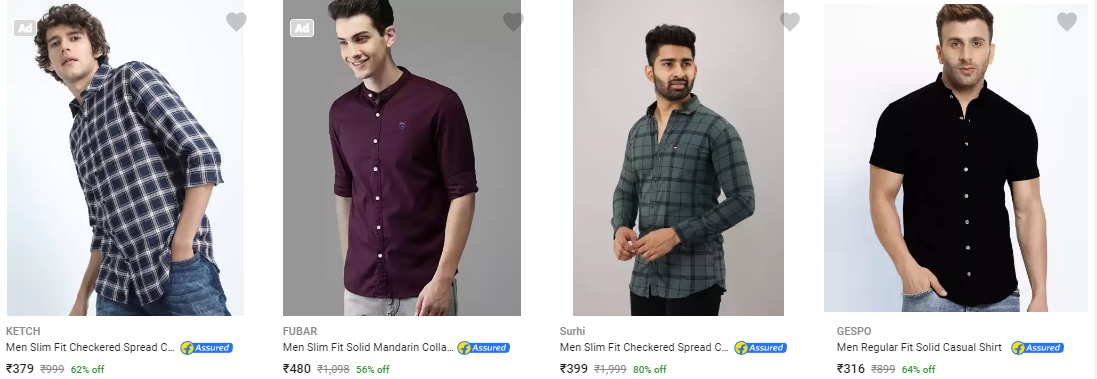 Ad
Ad
KETCH
Men Slim Fit Checkered Spread C...
Assured
₹379 ₹999 62% off
FUBAR
Men Slim Fit Solid Mandarin Colla...
Assured
₹480 ₹1,098 56% off
Surhi
Men Slim Fit Checkered Spread C...
Assured
₹399 ₹1,999 80% off
GESPO
Men Regular Fit Solid Casual Shirt
Assured
₹316 ₹899 64% off